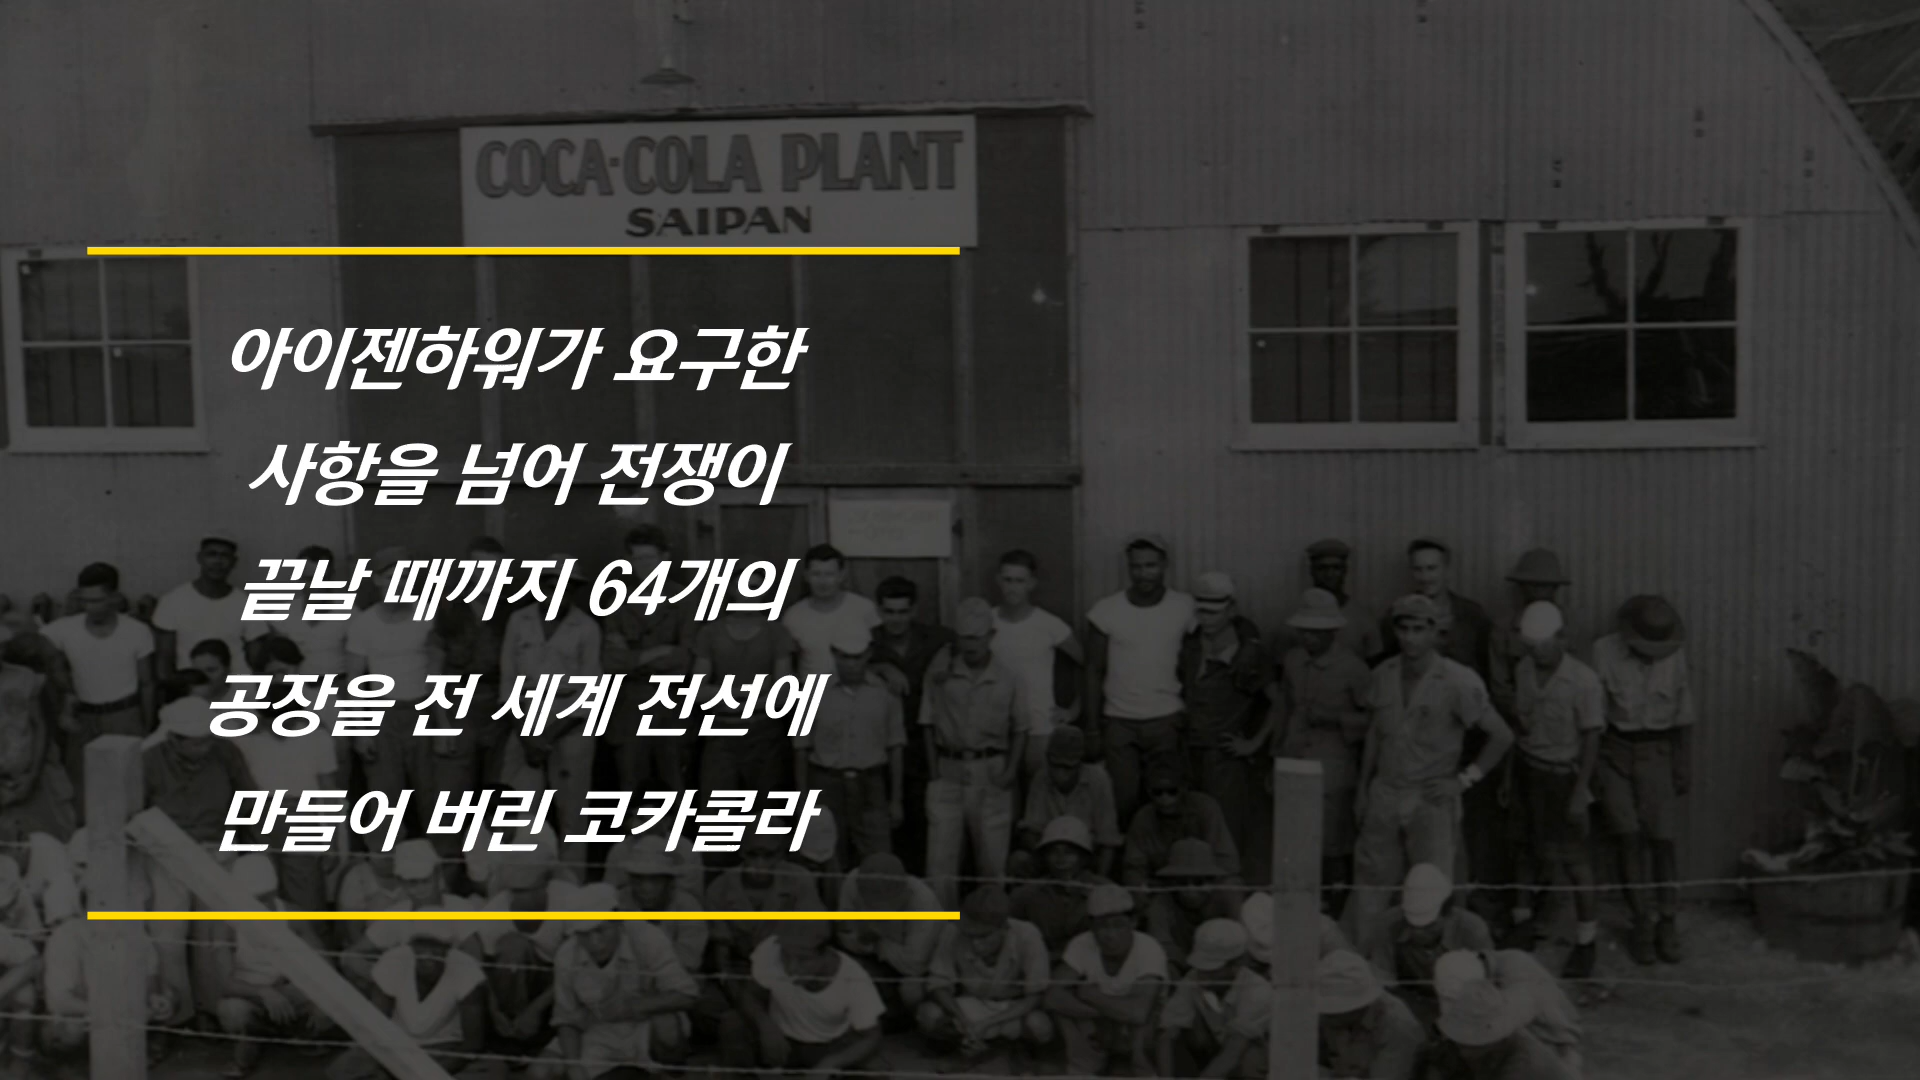 COCA-COLA PLANT
SAIPAN
아이젠하워가 요구한
사항을 넘어 전쟁이
끝날 때까지 64개의
공장을 전 세계 전선에
만들어 버린 코카콜라